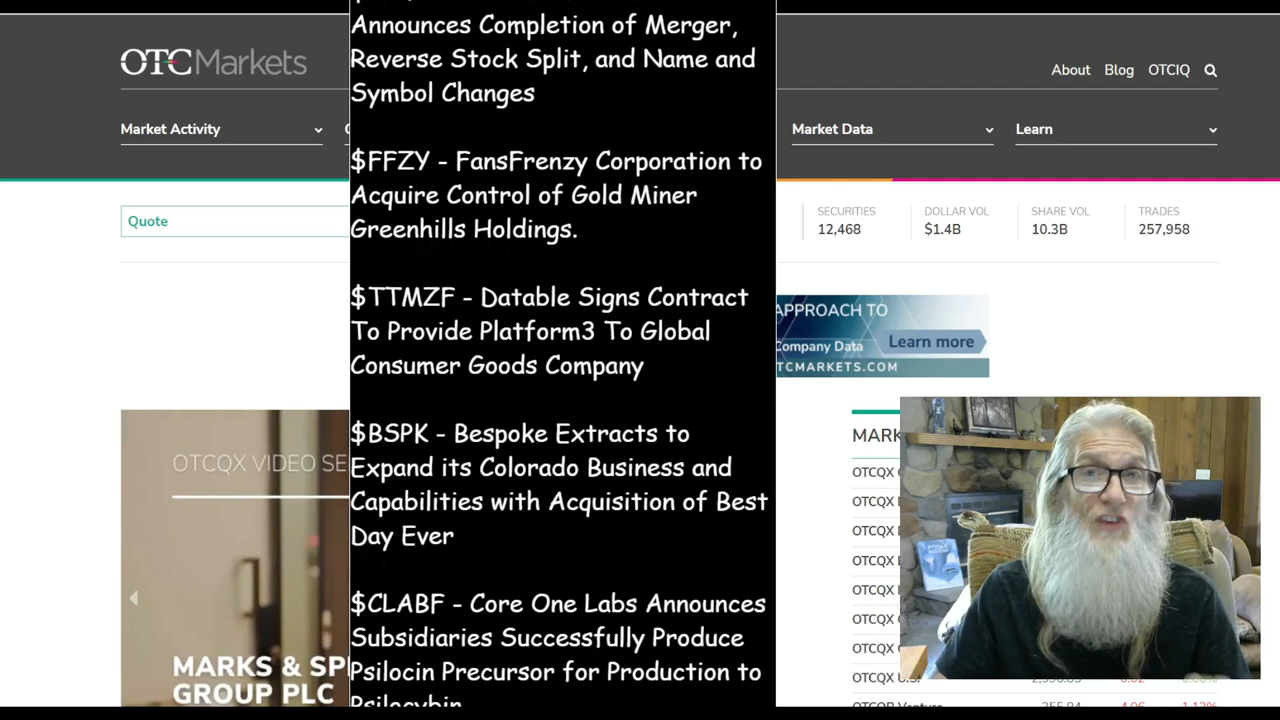 Announces Completion of Merger,
Reverse Stock Split, and Name and
Symbol Changes
$FFZY - FansFrenzy Corporation to
Acquire Control of Gold Miner
Greenhills Holdings.
$TTMZF - Datable Signs Contract
To Provide Platform3 To Global
Consumer Goods Company
$BSPK - Bespoke Extracts to
Expand its Colorado Business and
Capabilities with Acquisition of Best
Day Ever
$CLABF - Core One Labs Announces
Subsidiaries Successfully Produce
Psilocin Precursor for Production to
Psilocybin
OTCMarkets
About Blog OTCIQ
Market Activity
Market Data
Learn
Quote
SECURITIES
12,468
DOLLAR VOL
$1.4B
SHARE VOL
10.3B
TRADES
257,958
APPROACH TO
Company Data
Learn more
TCMARKETS.COM
OTCQX VIDEO SE
MARKS & SP
GROUP PLC
MARK
OTCQX
OTCQX
OTCQX
OTCQX
OTCQX
OTCQX
OTCQX
OTCQX U.S.
OTCQB Venture